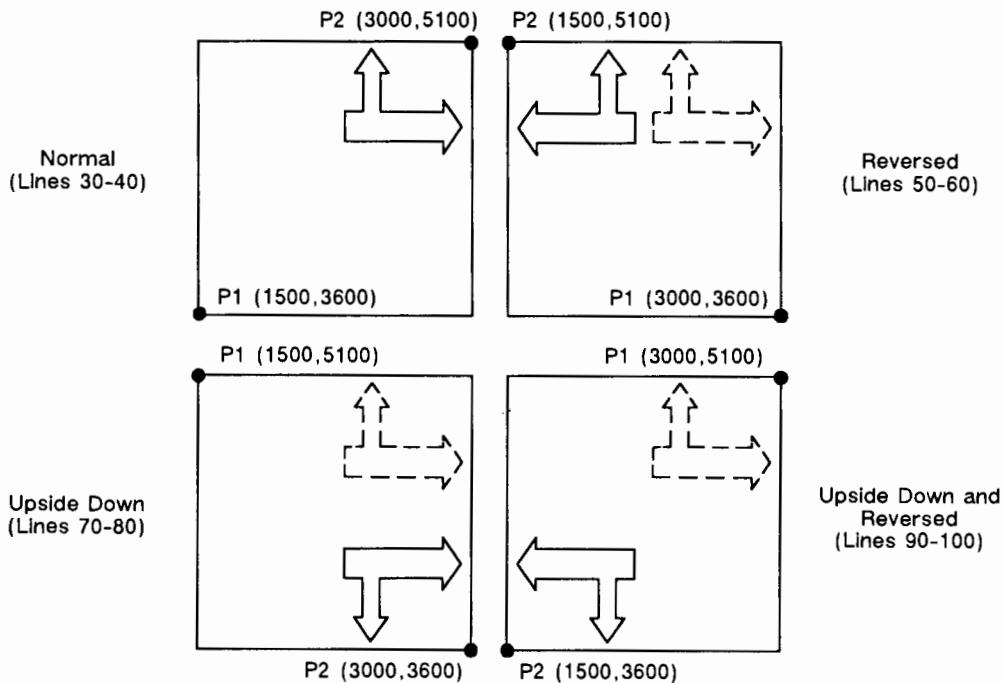 P2 (3000,5100)
P2 (1500,5100)
Normal
(Lines 30-40)
Reversed
(Lines 50-60)
P1 (1500,3600)
P1 (3000,3600)
P1 (1500,5100)
P1 (3000,5100)
Upside Down
(Lines 70-80)
Upside Down and
Reversed
(Lines 90-100)
P2 (3000,3600)
P2 (1500,3600)